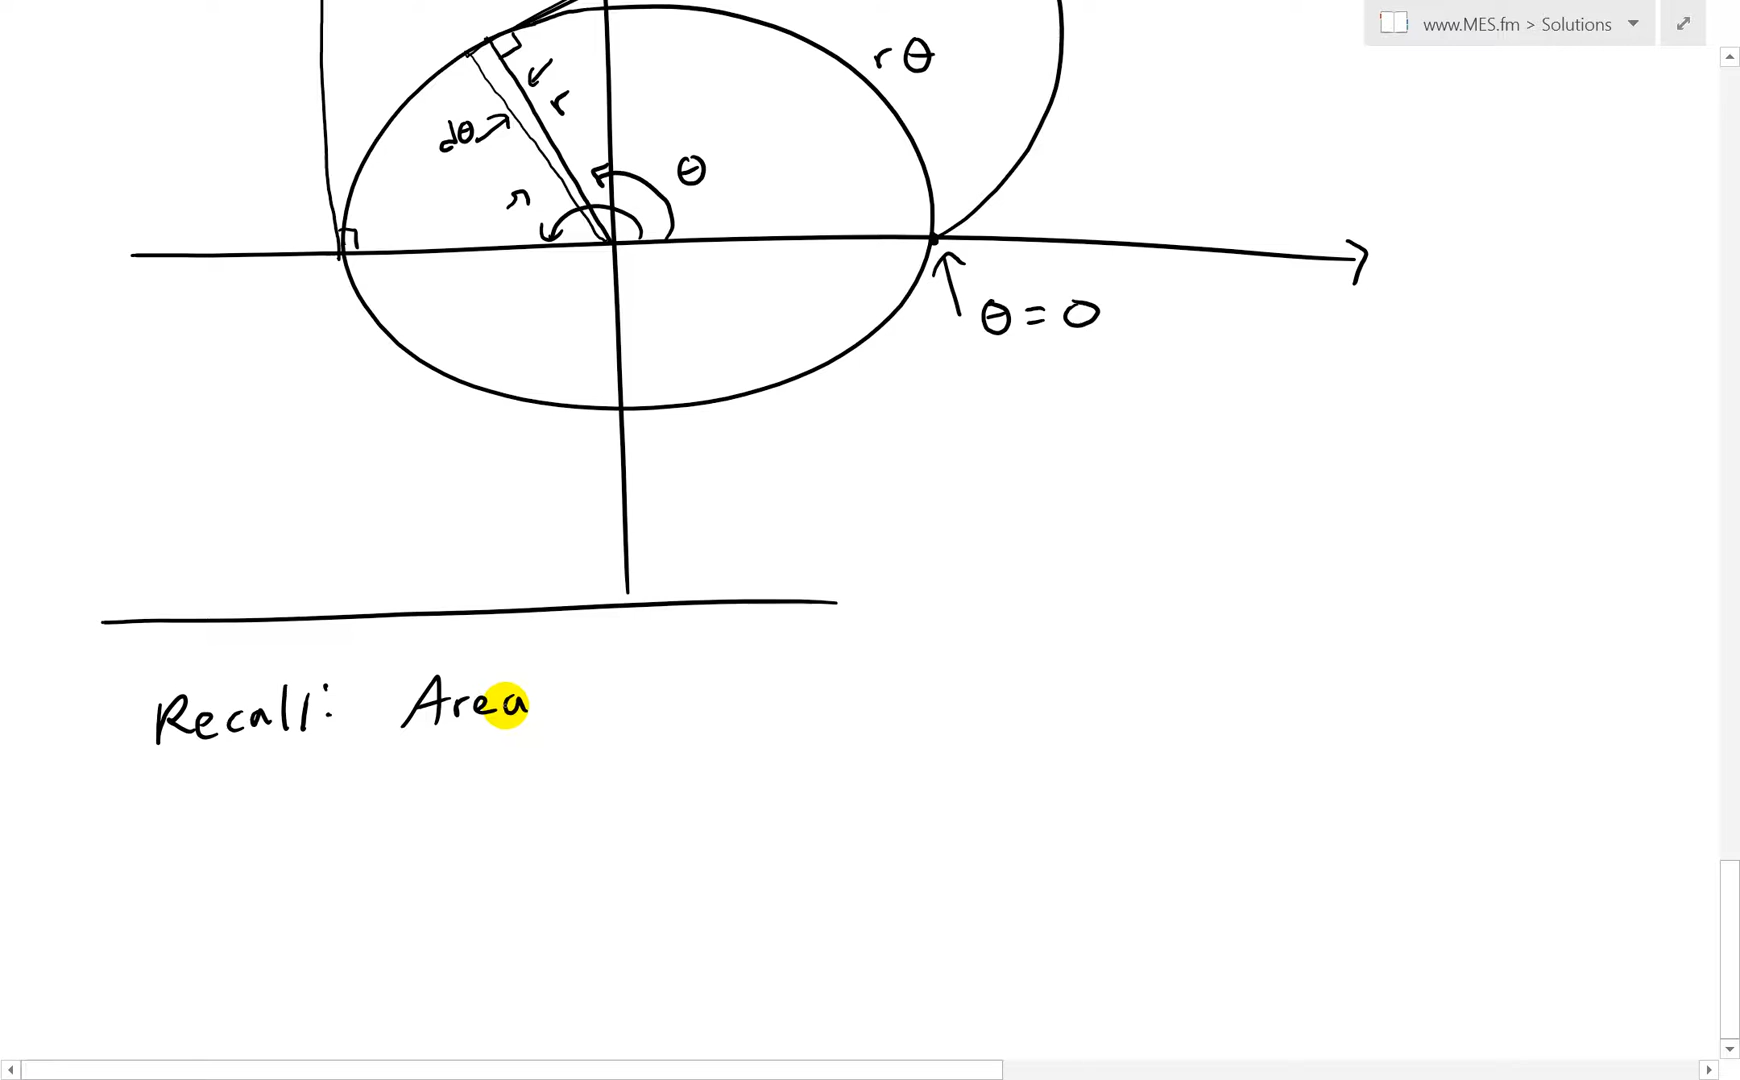 www.MES.fm > Solutions
rθ
r
dθ
θ
π
θ = 0
Recall: Area